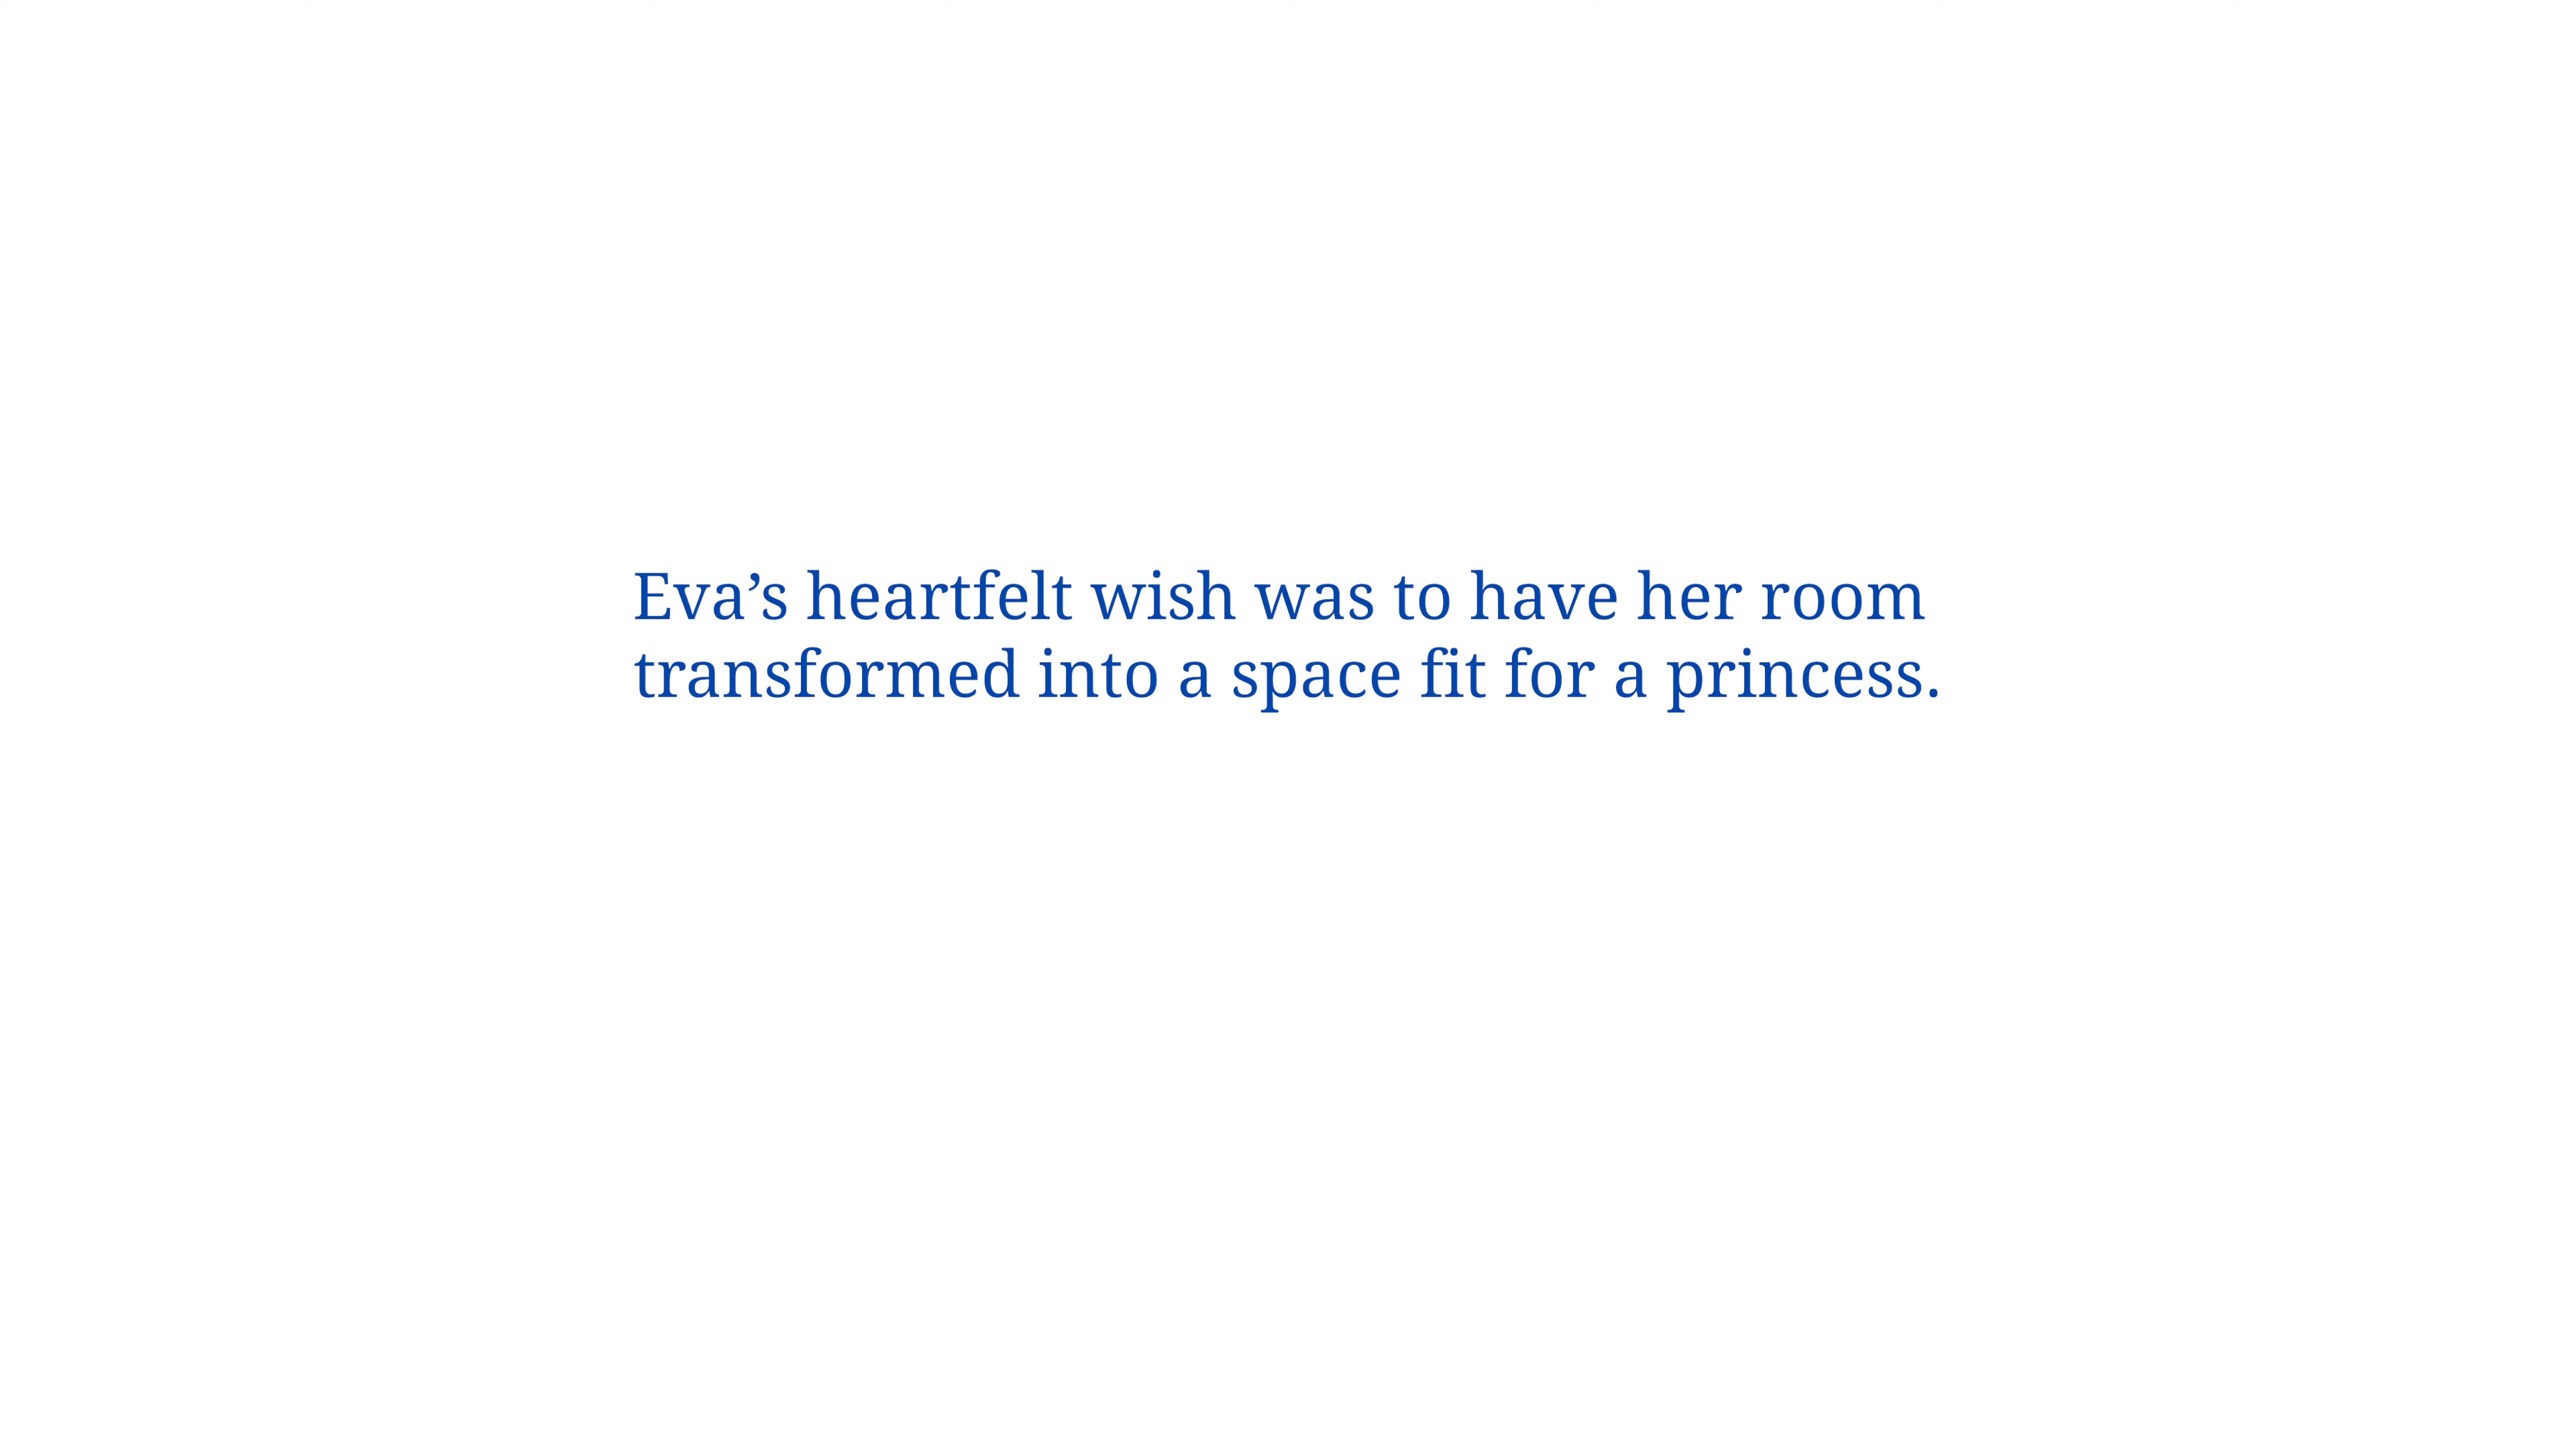 Eva’s heartfelt wish was to have her room
transformed into a space fit for a princess.